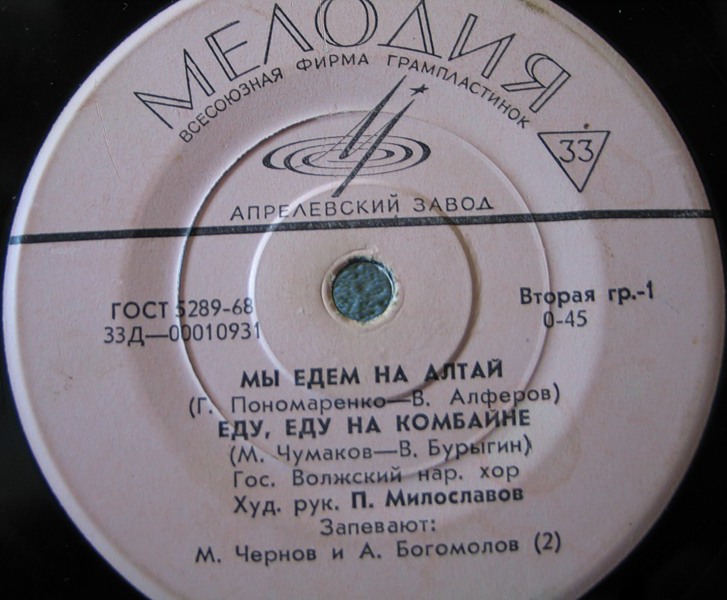 МЕЛОДИЯ
ВСЕСОЮЗНАЯ ФИРМА ГРАМПЛАСТИНОК
33
АПРЕЛЕВСКИЙ ЗАВОД
ГОСТ 5289-68
33Д—00010931
Вторая гр.-1
0-45
МЫ ЕДЕМ НА АЛТАЙ
(Г. Пономаренко—В. Алферов)
ЕДУ, ЕДУ НА КОМБАЙНЕ
(М. Чумаков—В. Бурыгин)
Гос. Волжский нар. хор
Худ. рук. П. Милославов
Запевают:
М. Чернов и А. Богомолов (2)